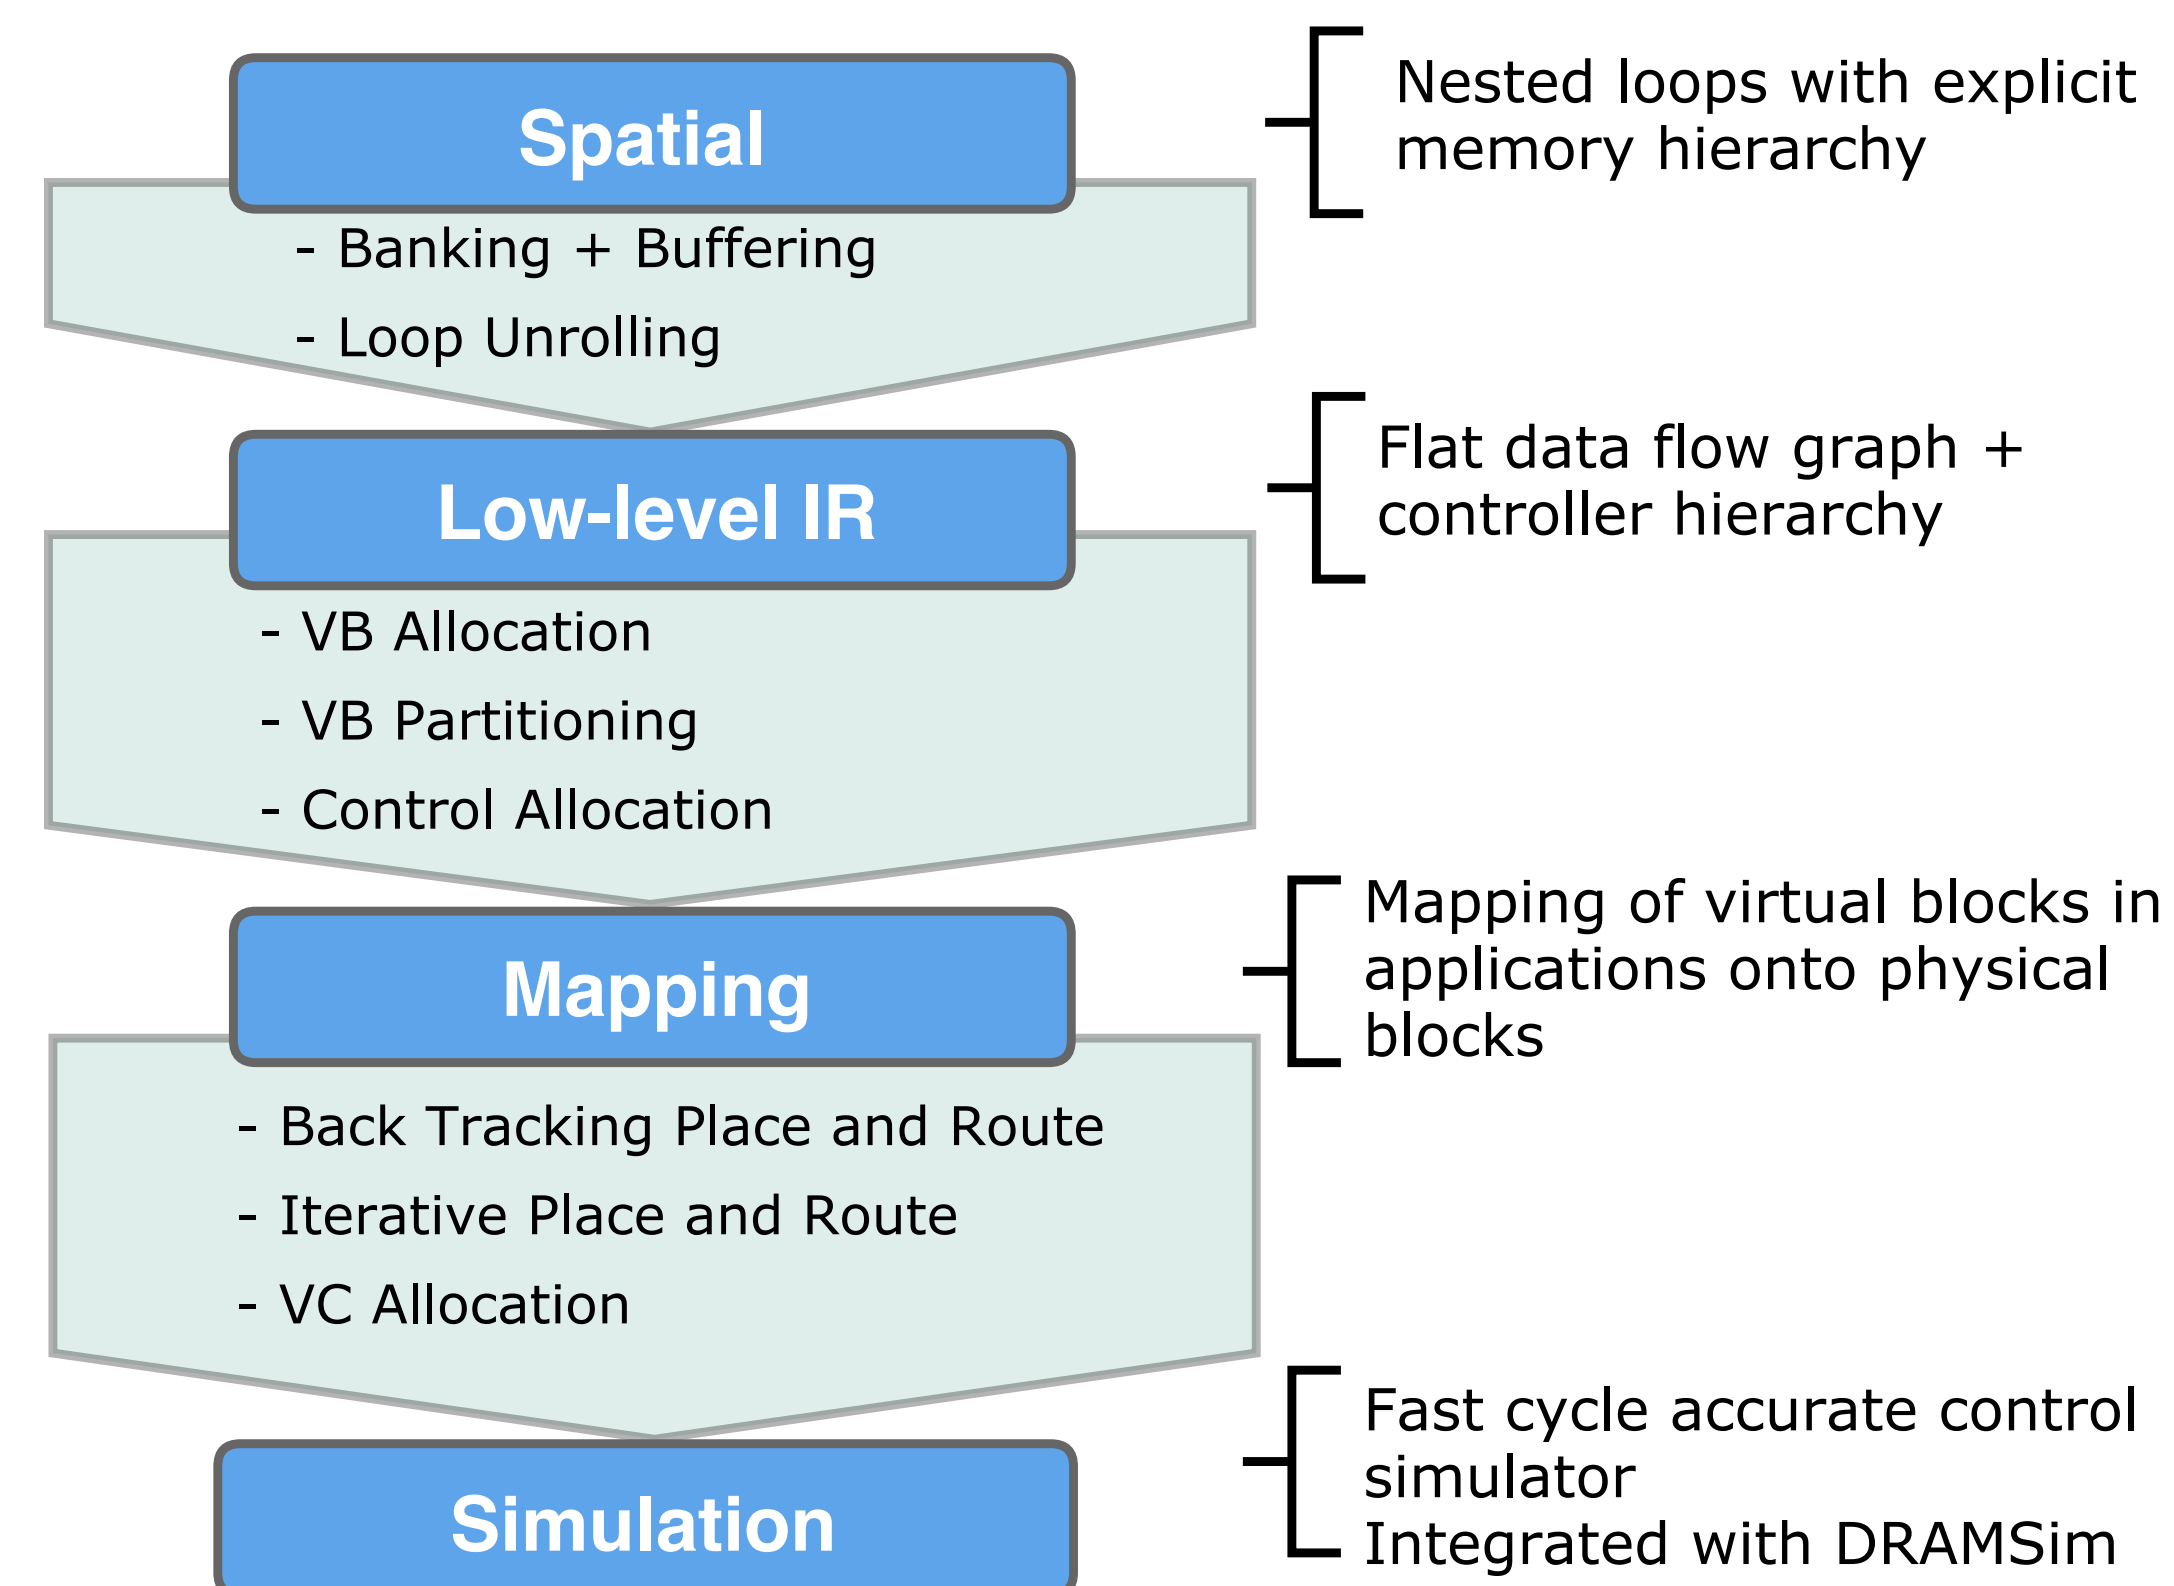 Spatial
Nested loops with explicit
memory hierarchy
- Banking + Buffering
- Loop Unrolling
Low-level IR
Flat data flow graph +
controller hierarchy
- VB Allocation
- VB Partitioning
- Control Allocation
Mapping
Mapping of virtual blocks in
applications onto physical
blocks
- Back Tracking Place and Route
- Iterative Place and Route
- VC Allocation
Simulation
Fast cycle accurate control
simulator
Integrated with DRAMSim